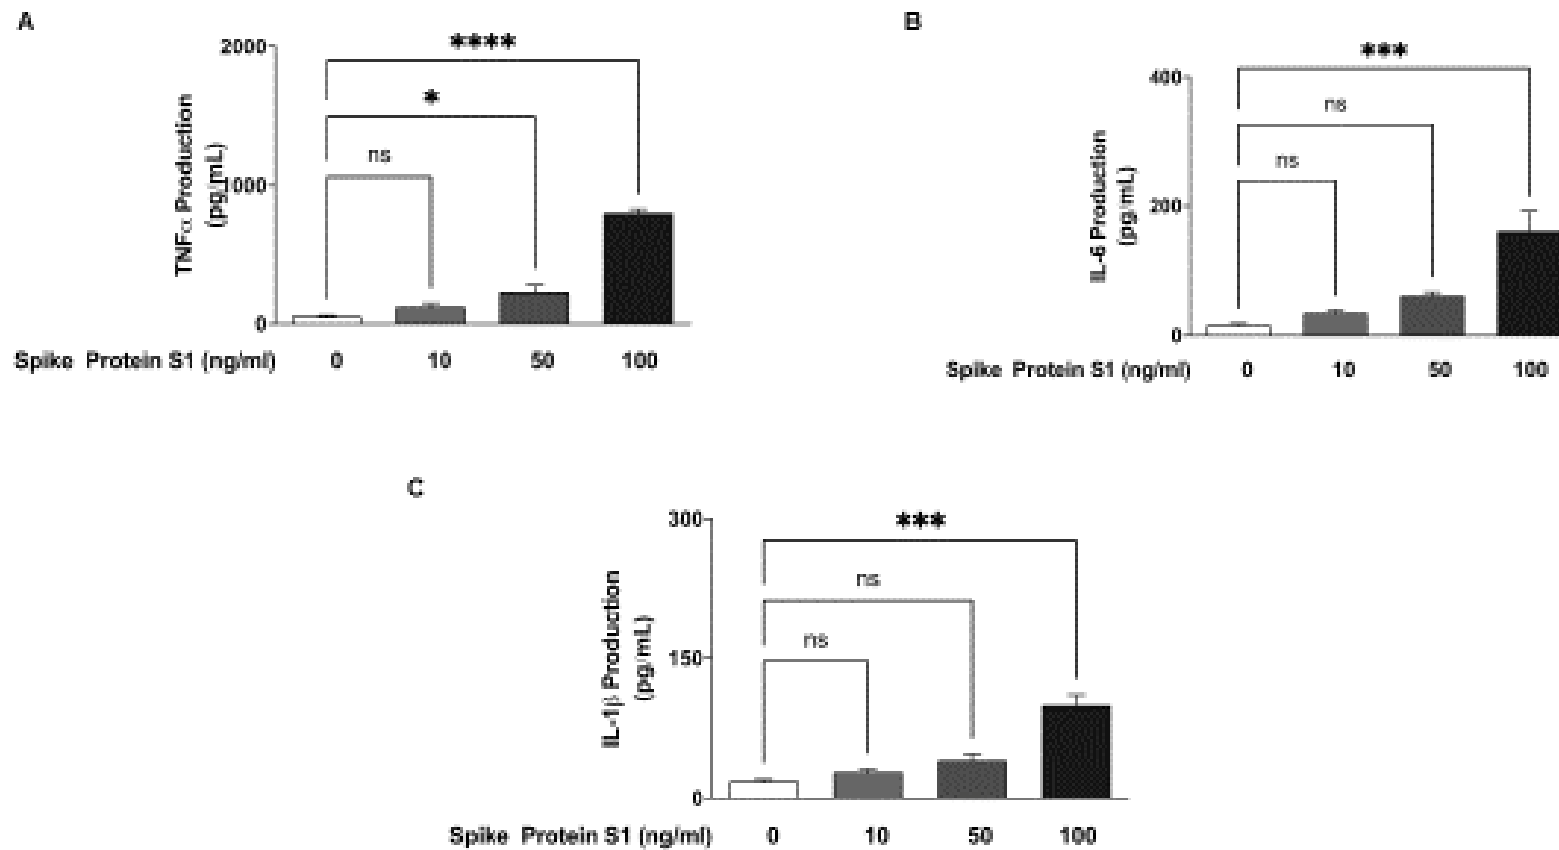 A
2000
****
*
ns
1000
0
TNFα Production
(pg/mL)
Spike Protein S1 (ng/ml) 0 10 50 100
B
400
***
ns
ns
200
0
IL-6 Production
(pg/mL)
Spike Protein S1 (ng/ml) 0 10 50 100
C
300
***
ns
ns
150
0
IL-1β Production
(pg/mL)
Spike Protein S1 (ng/ml) 0 10 50 100